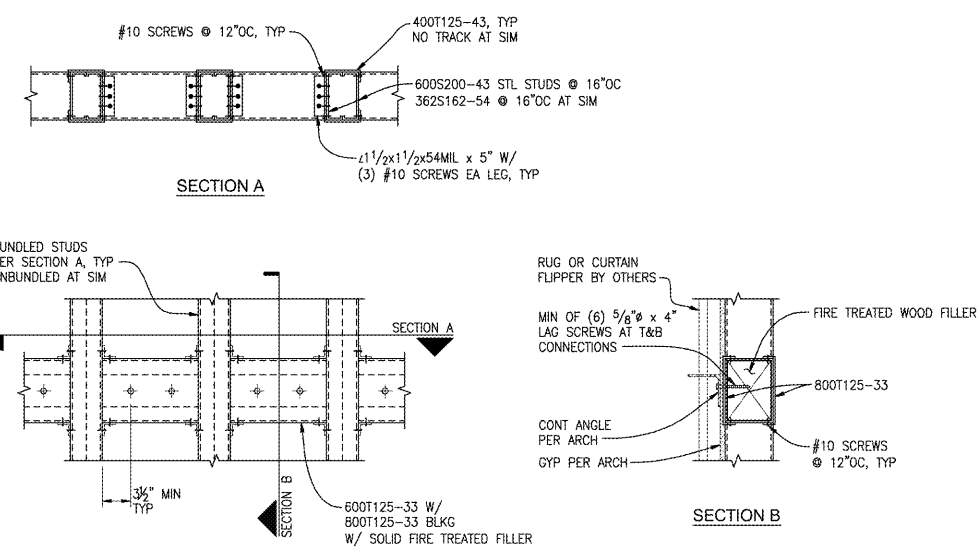 #10 SCREWS @ 12"OC, TYP
400T125-43, TYP
NO TRACK AT SIM
600S200-43 STL STUDS @ 16"OC
362S162-54 @ 16"OC AT SIM
∠1 1/2x1 1/2x54MIL x 5" W/
(3) #10 SCREWS EA LEG, TYP
SECTION A
UNDLED STUDS
ER SECTION A, TYP
NBUNDLED AT SIM
SECTION A
3½" MIN
TYP
SECTION B
600T125-33 W/
800T125-33 BLKG
W/ SOLID FIRE TREATED FILLER
RUG OR CURTAIN
FLIPPER BY OTHERS
MIN OF (6) 5/8"ø x 4"
LAG SCREWS AT T&B
CONNECTIONS
FIRE TREATED WOOD FILLER
800T125-33
CONT ANGLE
PER ARCH
GYP PER ARCH
#10 SCREWS
@ 12"OC, TYP
SECTION B